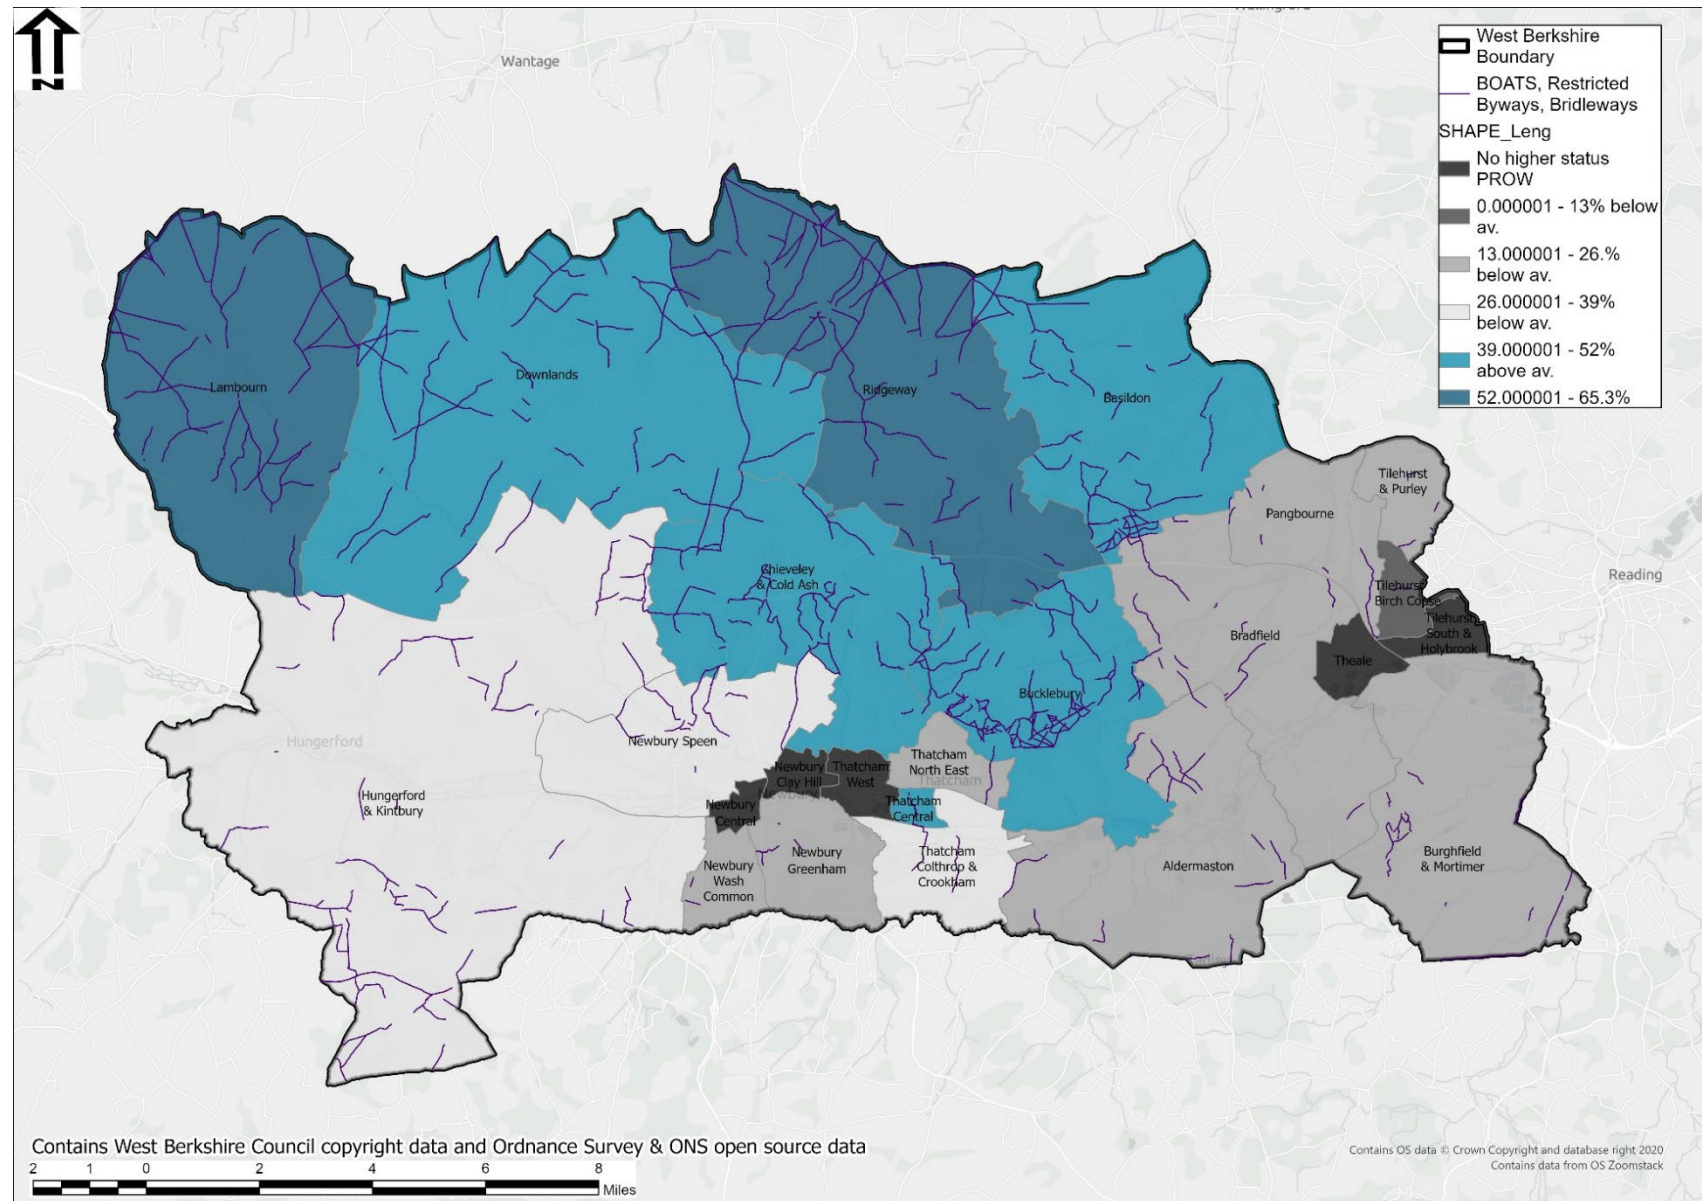 Wallingford
N
Wantage
West Berkshire
Boundary
BOATS, Restricted
Byways, Bridleways
SHAPE_Leng
No higher status
PROW
0.000001 - 13% below
av.
13.000001 - 26.%
below av.
26.000001 - 39%
below av.
39.000001 - 52%
above av.
52.000001 - 65.3%
Lambourn
Downlands
Ridgeway
Basildon
Tilehurst
& Purley
Pangbourne
Chieveley
& Cold Ash
Reading
Tilehurst
Birch Copse
Tilehurst
South &
Holybrook
Bradfield
Theale
Bucklebury
Hungerford
Newbury Speen
Thatcham
North East
Thatcham
Newbury
Clay Hill
Newbury
Thatcham
West
Hungerford
& Kintbury
Newbury
Central
Thatcham
Central
Newbury
Wash
Common
Newbury
Greenham
Thatcham
Colthrop &
Crookham
Aldermaston
Burghfield
& Mortimer
Contains West Berkshire Council copyright data and Ordnance Survey & ONS open source data
2 1 0 2 4 6 8
Miles
Contains OS data © Crown Copyright and database right 2020
Contains data from OS Zoomstack